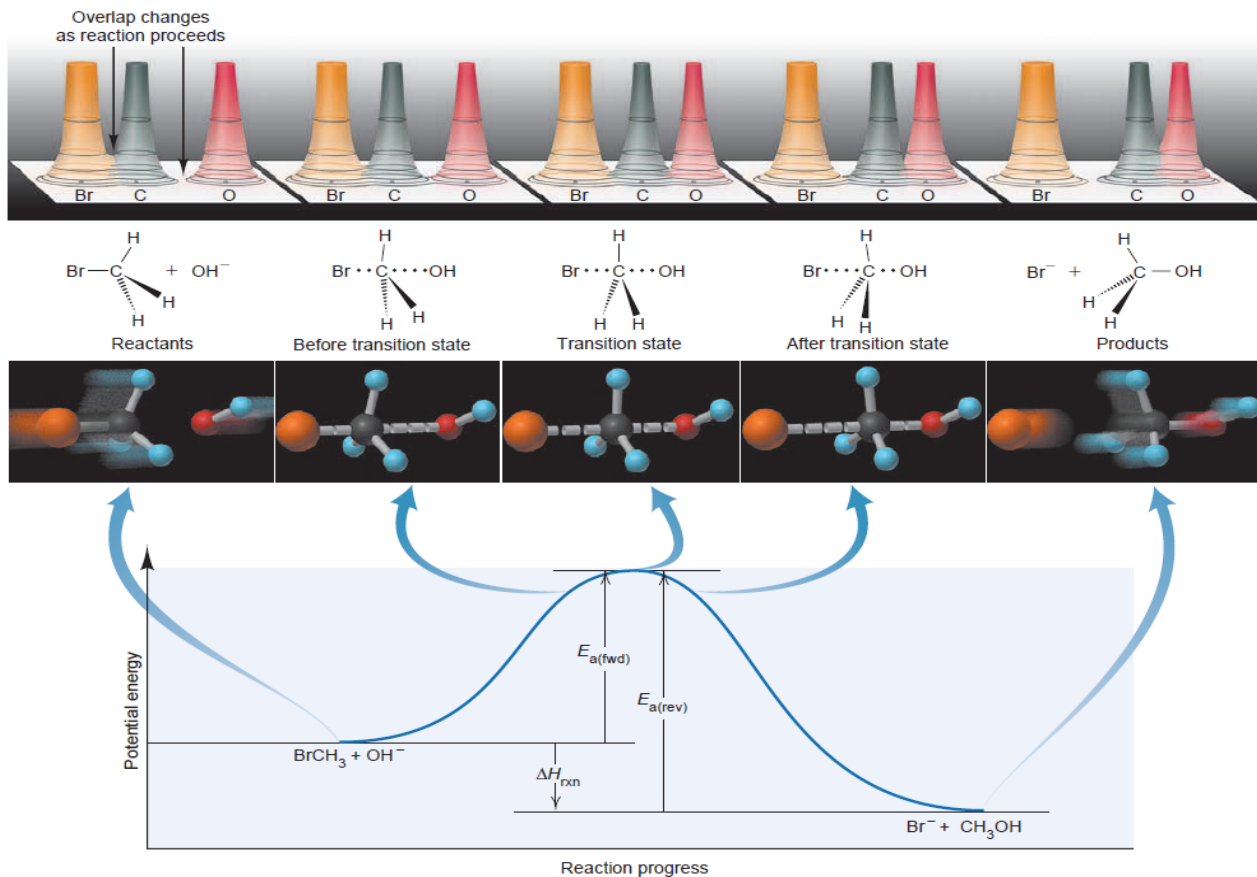 Overlap changes
as reaction proceeds
Br C O Br C O Br C O Br C O Br C O
H
Br C + OH⁻
H
H
Reactants
H
Br C OH
H
H
Before transition state
H
Br C OH
H
H
Transition state
H
Br C OH
H
H
After transition state
H
Br⁻ + C OH
H
H
Products
Potential energy
Eₐ(fwd)
Eₐ(rev)
BrCH₃ + OH⁻
ΔHrxn
Br⁻ + CH₃OH
Reaction progress